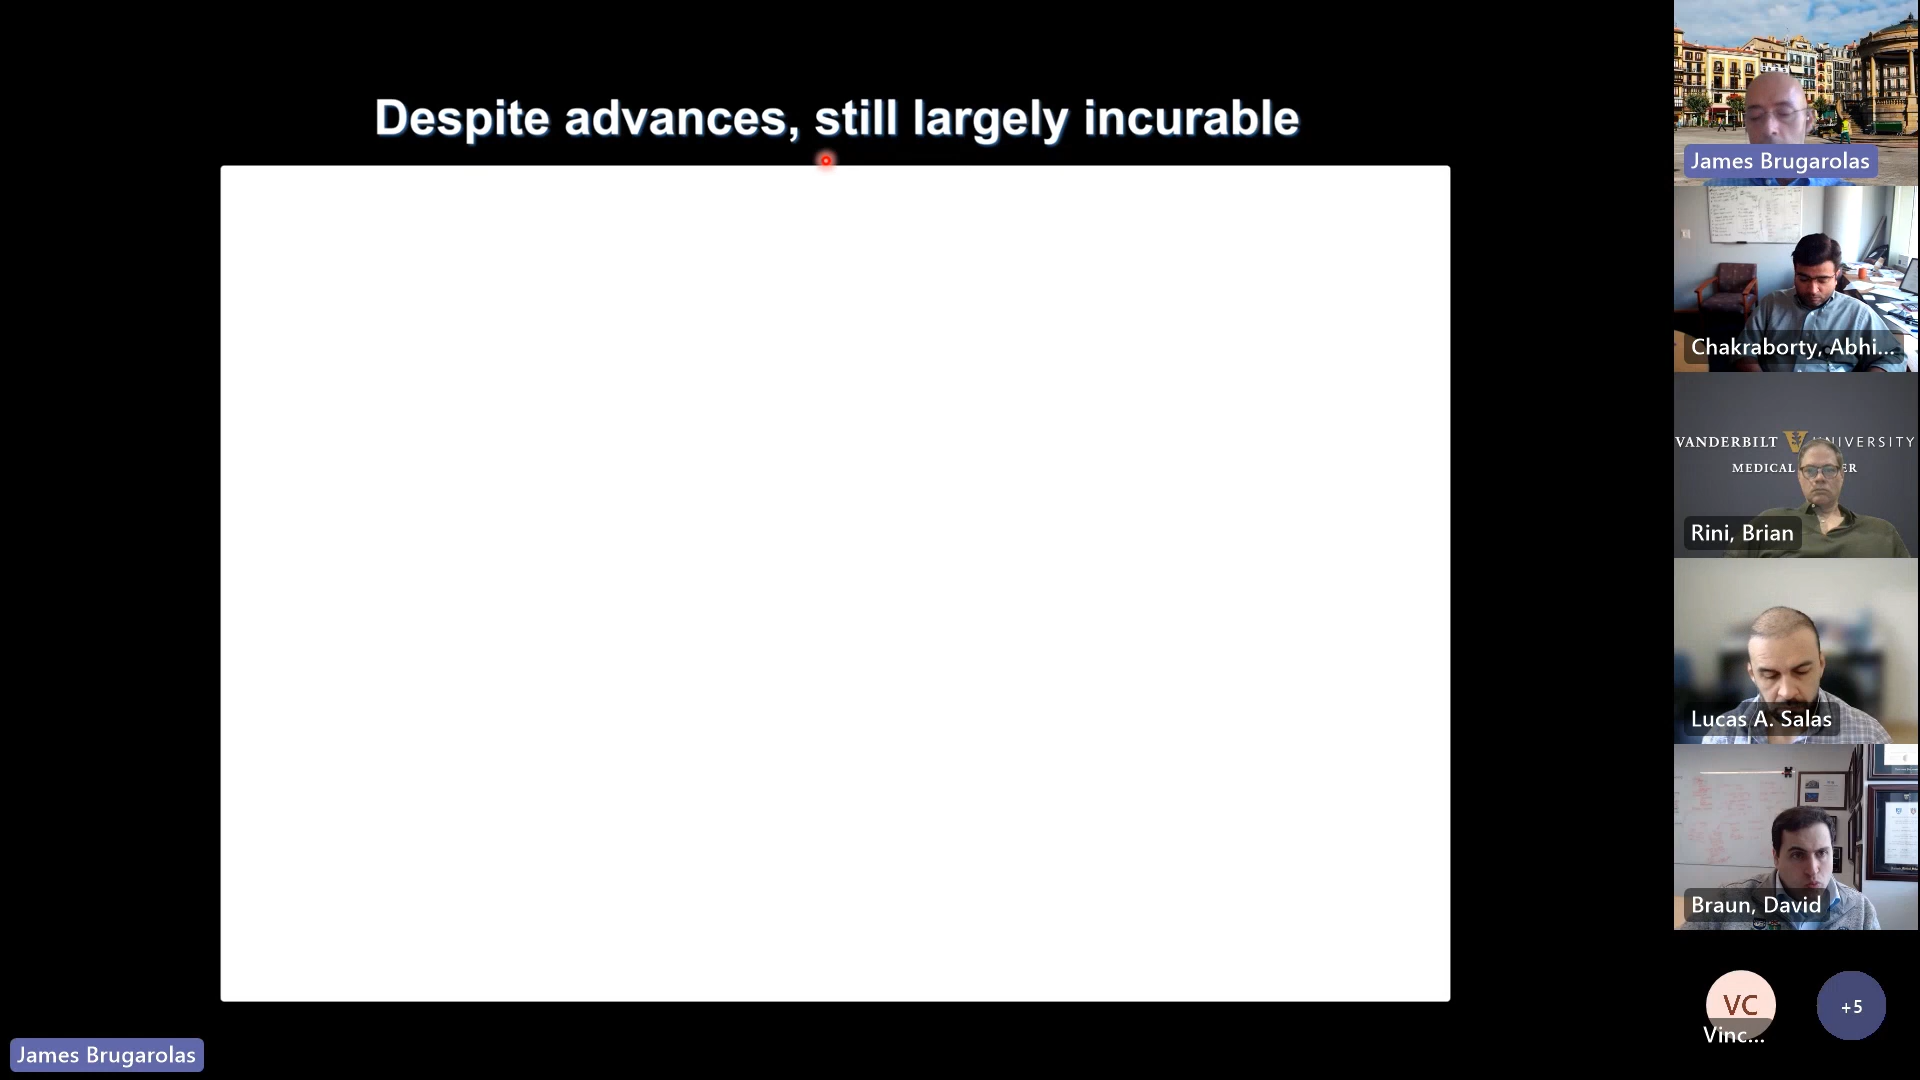 Despite advances, still largely incurable
James Brugarolas
Chakraborty, Abhi...
VANDERBILT UNIVERSITY
MEDICAL
Rini, Brian
Lucas A. Salas
Braun, David
VC
Vinc...
+5
James Brugarolas